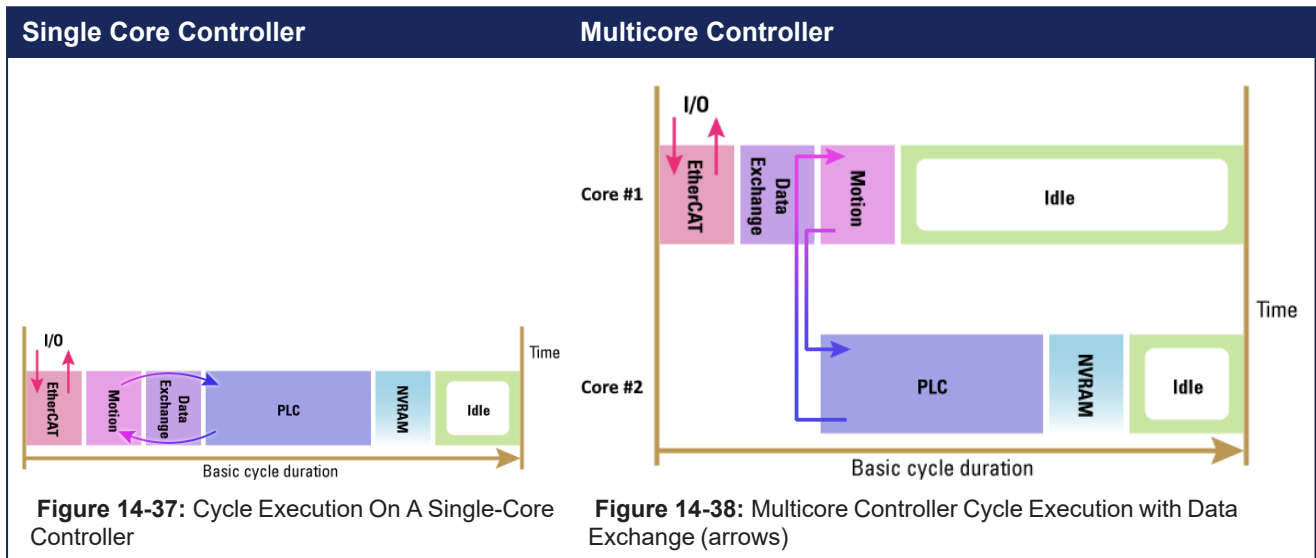 Single Core Controller
Multicore Controller
I/O
EtherCAT
Motion
Data
Exchange
PLC
NVRAM
Idle
Time
Basic cycle duration
Figure 14-37: Cycle Execution On A Single-Core
Controller
I/O
Core #1
EtherCAT
Data
Exchange
Motion
Idle
Time
Core #2
PLC
NVRAM
Idle
Basic cycle duration
Figure 14-38: Multicore Controller Cycle Execution with Data
Exchange (arrows)